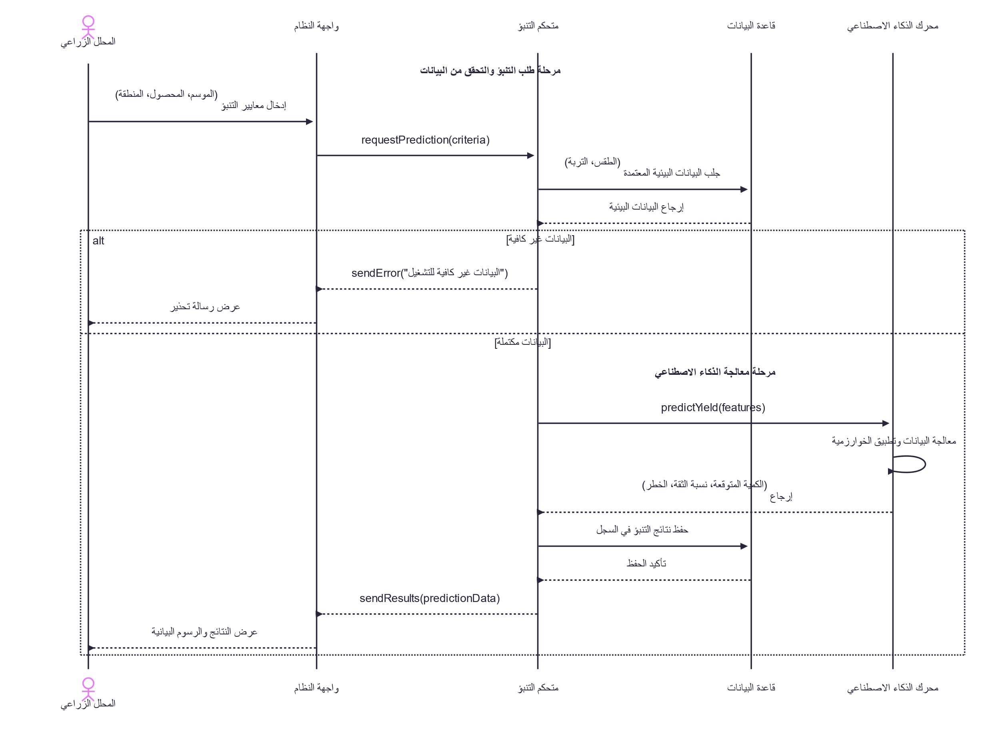 المحلل الزراعي
واجهة النظام
متحكم التنبؤ
قاعدة البيانات
محرك الذكاء الاصطناعي
مرحلة طلب التنبؤ والتحقق من البيانات
(الموسم، المحصول، المنطقة)
إدخال معايير التنبؤ
requestPrediction(criteria)
(الطقس، التربة)
جلب البيانات البيئية المعتمدة
إرجاع البيانات البيئية
alt
[البيانات غير كافية]
sendError("البيانات غير كافية للتشغيل")
عرض رسالة تحذير
[البيانات مكتملة]
مرحلة معالجة الذكاء الاصطناعي
predictYield(features)
معالجة البيانات وتطبيق الخوارزمية
(الكمية المتوقعة، نسبة الثقة، الخطر)
إرجاع
حفظ نتائج التنبؤ في السجل
تأكيد الحفظ
sendResults(predictionData)
عرض النتائج والرسوم البيانية
المحلل الزراعي
واجهة النظام
متحكم التنبؤ
قاعدة البيانات
محرك الذكاء الاصطناعي